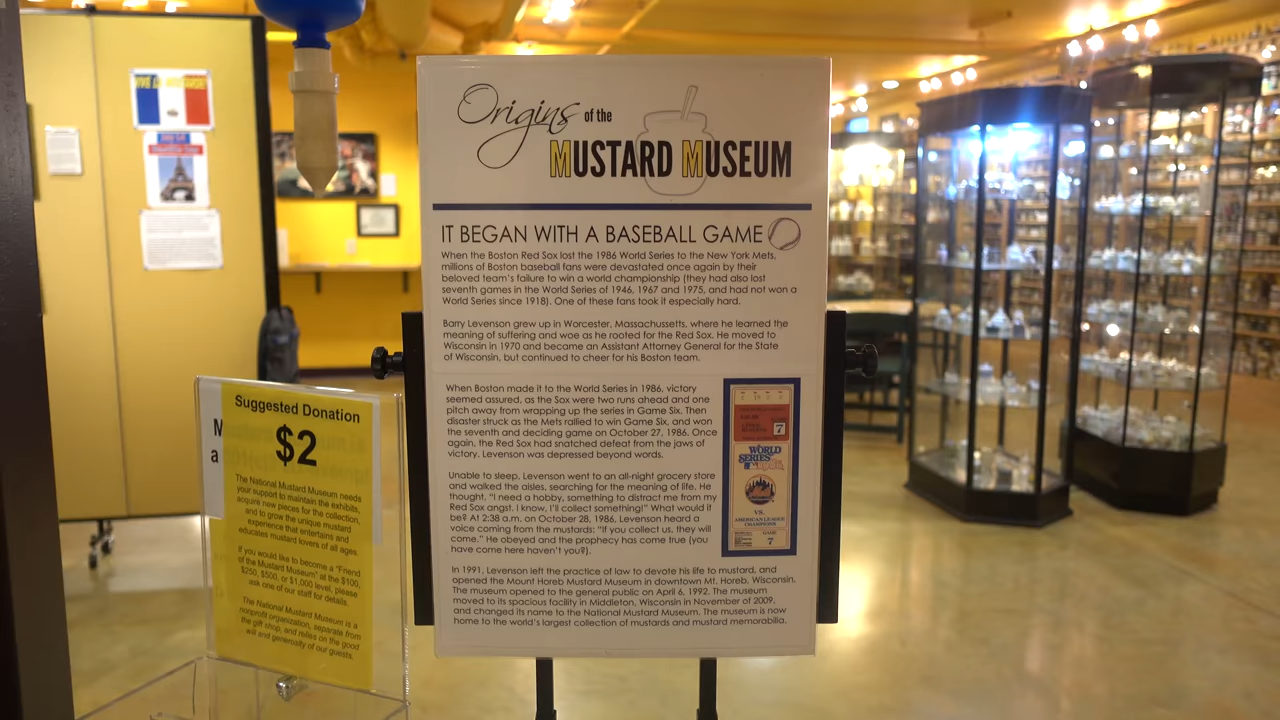 VIVE LA MOUTARDE!
Origins of the
MUSTARD MUSEUM
IT BEGAN WITH A BASEBALL GAME
When the Boston Red Sox lost the 1986 World Series to the New York Mets,
millions of Boston baseball fans were devastated once again by their
beloved team's failure to win a world championship (they had also lost
seventh games in the World Series of 1946, 1967 and 1975, and had not won a
World Series since 1918). One of these fans took it especially hard.
Barry Levenson grew up in Worcester, Massachussetts, where he learned the
meaning of suffering and woe as he rooted for the Red Sox. He moved to
Wisconsin in 1970 and became an Assistant Attorney General for the State
of Wisconsin, but continued to cheer for his Boston team.
When Boston made it to the World Series in 1986, victory
seemed assured, as the Sox were two runs ahead and one
pitch away from wrapping up the series in Game Six. Then
disaster struck as the Mets rallied to win Game Six, and won
the seventh and deciding game on October 27, 1986. Once
again, the Red Sox had snatched defeat from the jaws of
victory. Levenson was depressed beyond words.
Unable to sleep, Levenson went to an all-night grocery store
and walked the aisles, searching for the meaning of life. He
thought, "I need a hobby, something to distract me from my
Red Sox angst. I know, I'll collect something!" What would it
be? At 2:38 a.m. on October 28, 1986, Levenson heard a
voice coming from the mustards: "If you collect us, they will
come." He obeyed and the prophecy has come true (you
have come here haven't you?).
In 1991, Levenson left the practice of law to devote his life to mustard, and
opened the Mount Horeb Mustard Museum in downtown Mt. Horeb, Wisconsin.
The museum opened to the general public on April 6, 1992. The museum
moved to its spacious facility in Middleton, Wisconsin in November of 2009,
and changed its name to the National Mustard Museum. The museum is now
home to the world's largest collection of mustards and mustard memorabilia.
GAME
7
WORLD
SERIES
VS.
AMERICAN LEAGUE
CHAMPIONS
GAME
7
M
a
Suggested Donation
$2
The National Mustard Museum needs
your support to maintain the exhibits,
acquire new pieces for the collection,
and to grow the unique mustard
experience that entertains and
educates mustard lovers of all ages.
If you would like to become a "Friend
of the Mustard Museum" at the $100,
$250, $500, or $1,000 level, please
ask one of our staff for details.
The National Mustard Museum is a
nonprofit organization, separate from
the gift shop, and relies on the good
will and generosity of our guests.